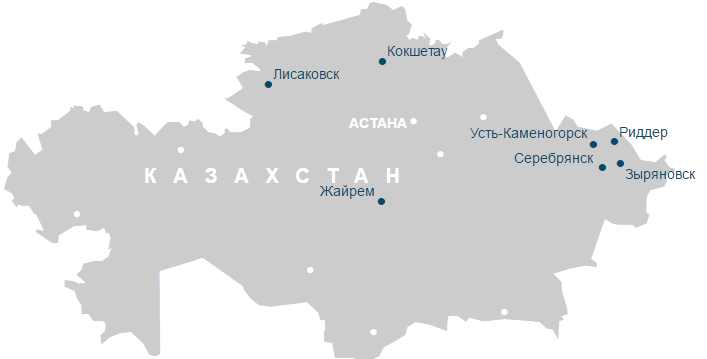 Кокшетау
Лисаковск
АСТАНА
Усть-Каменогорск
Риддер
Серебрянск
Зыряновск
КАЗАХСТАН
Жайрем